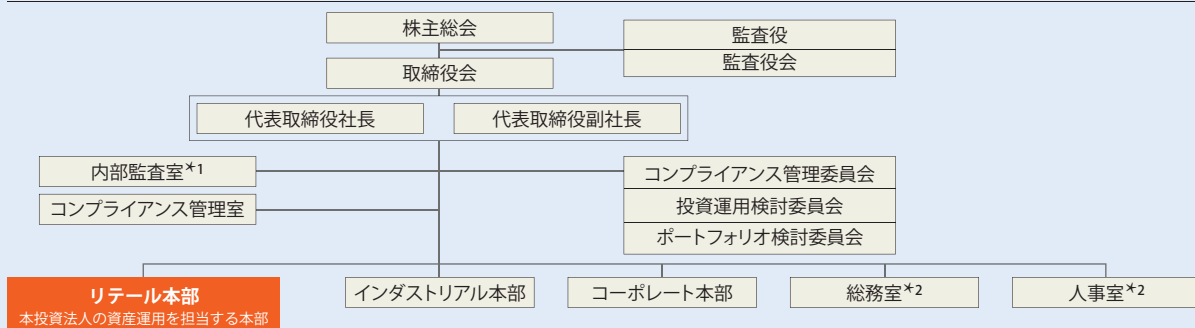 株主総会
監査役
監査役会
取締役会
代表取締役社長
代表取締役副社長
内部監査室*1
コンプライアンス管理委員会
コンプライアンス管理室
投資運用検討委員会
ポートフォリオ検討委員会
リテール本部
本投資法人の資産運用を担当する本部
インダストリアル本部
コーポレート本部
総務室*2
人事室*2